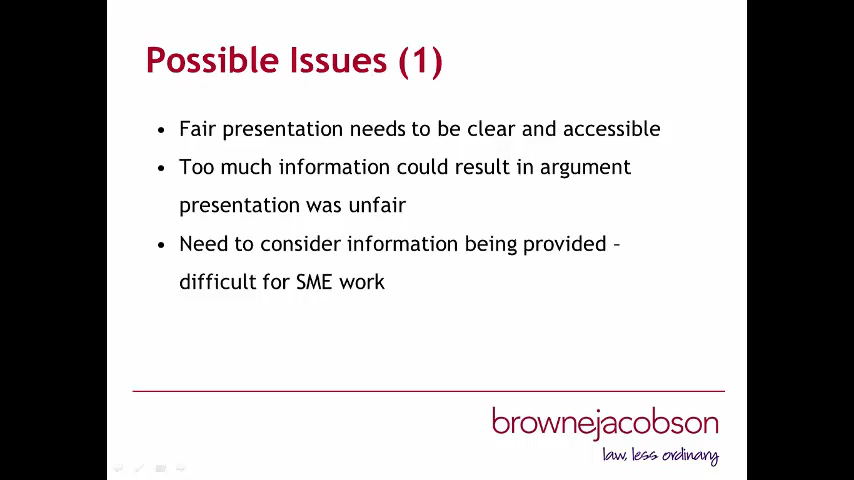 Possible Issues (1)
• Fair presentation needs to be clear and accessible
• Too much information could result in argument
presentation was unfair
• Need to consider information being provided –
difficult for SME work
brownejacobson
law, less ordinary